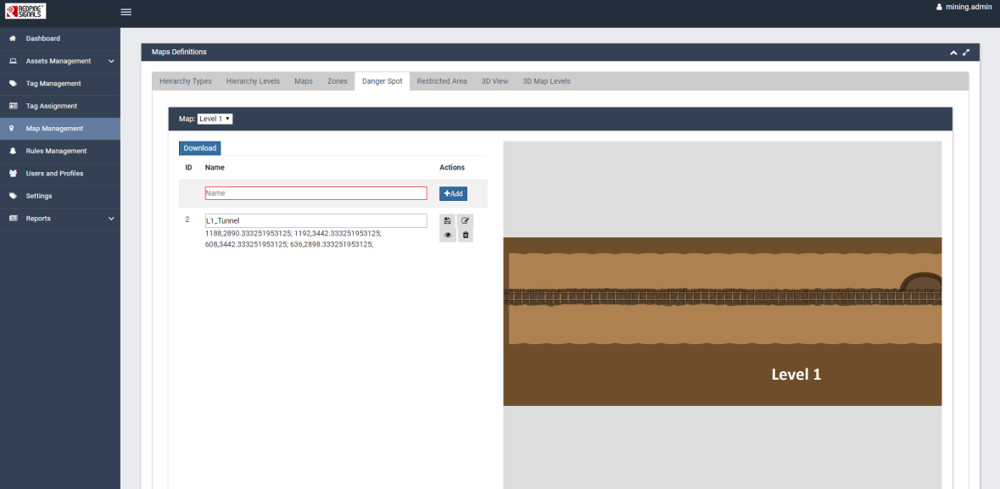 REDPINE
SIGNALS
mining.admin
Dashboard
Assets Management
Tag Management
Tag Assignment
Map Management
Rules Management
Users and Profiles
Settings
Reports
Maps Definitions
Heirarchy Types Hierarchy Levels Maps Zones Danger Spot Restricted Area 3D View 3D Map Levels
Map: Level 1
Download
ID Name Actions
Name +Add
2 L1_Tunnel
1188,2890.333251953125; 1192,3442.333251953125;
608,3442.333251953125; 636,2898.333251953125;
Level 1